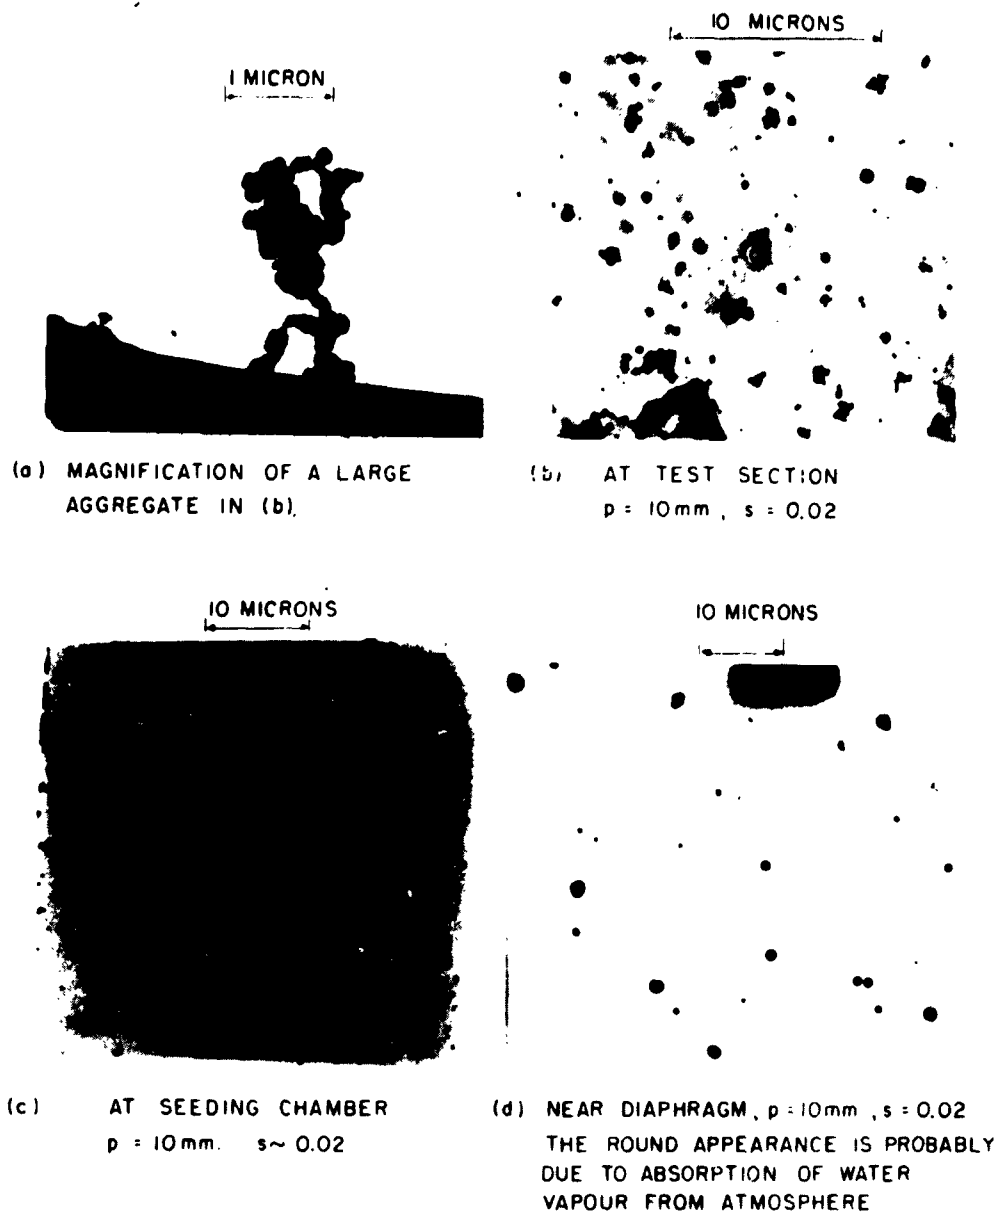 1 MICRON
10 MICRONS
(a) MAGNIFICATION OF A LARGE
AGGREGATE IN (b).
(b) AT TEST SECTION
p = 10mm , s = 0.02
10 MICRONS
10 MICRONS
(c) AT SEEDING CHAMBER
p = 10mm. s~ 0.02
(d) NEAR DIAPHRAGM, p = 10mm , s = 0.02
THE ROUND APPEARANCE IS PROBABLY
DUE TO ABSORPTION OF WATER
VAPOUR FROM ATMOSPHERE